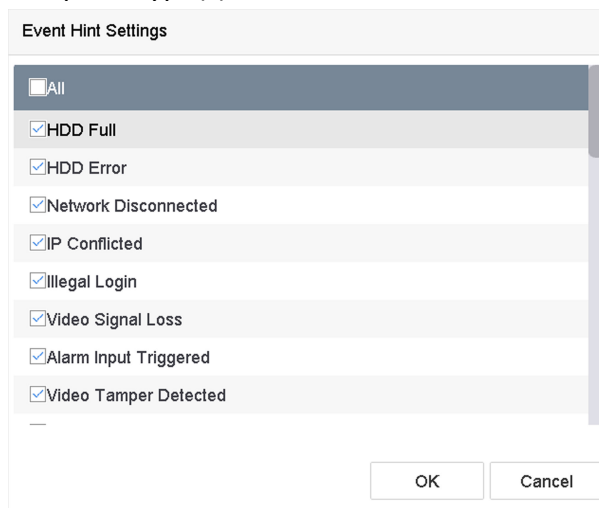 Event Hint Settings
All
HDD Full
HDD Error
Network Disconnected
IP Conflicted
Illegal Login
Video Signal Loss
Alarm Input Triggered
Video Tamper Detected
OK Cancel